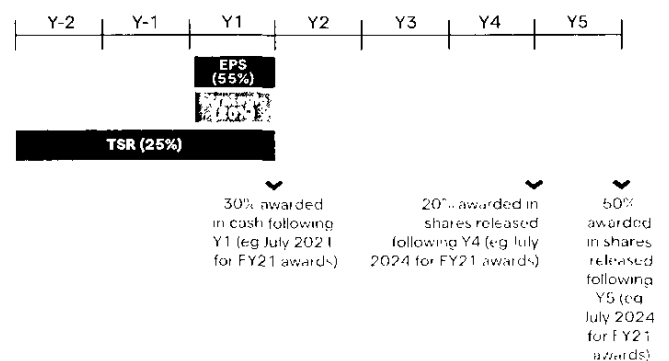 Y-2 Y-1 Y1 Y2 Y3 Y4 Y5
EPS
(55%)
TSR (25%)
30% awarded
in cash following
Y1 (eg July 2021
for FY21 awards)
20% awarded in
shares released
following Y4 (eg July
2024 for FY21 awards)
50%
awarded
in shares
released
following
Y5 (eg
July 2024
for FY21
awards)